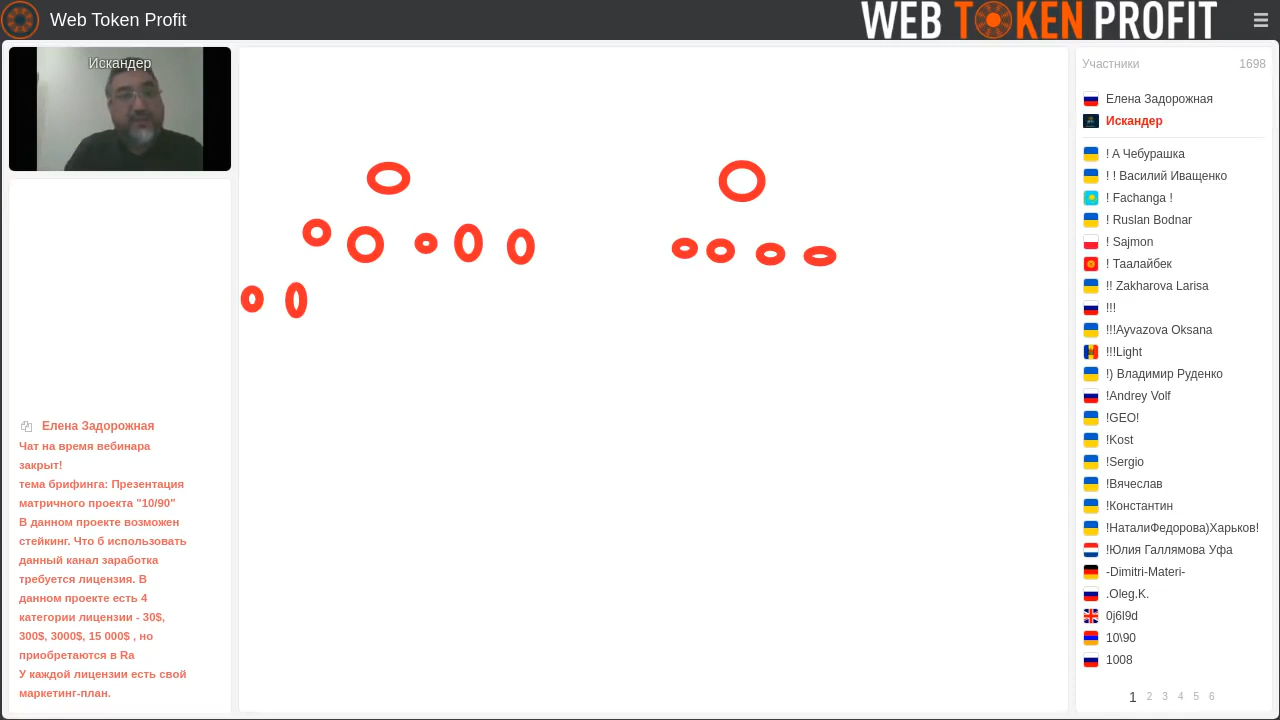 Web Token Profit
WEB TOKEN PROFIT
Искандер
Елена Задорожная
Чат на время вебинара
закрыт!
тема брифинга: Презентация
матричного проекта "10/90"
В данном проекте возможен
стейкинг. Что б использовать
данный канал заработка
требуется лицензия. В
данном проекте есть 4
категории лицензии - 30$,
300$, 3000$, 15 000$ , но
приобретаются в Ra
У каждой лицензии есть свой
маркетинг-план.
Участники 1698
Елена Задорожная
Искандер
! А Чебурашка
! ! Василий Иващенко
! Fachanga !
! Ruslan Bodnar
! Sajmon
! Таалайбек
!! Zakharova Larisa
!!!
!!!Ayvazova Oksana
!!!Light
!) Владимир Руденко
!Andrey Volf
!GEO!
!Kost
!Sergio
!Вячеслав
!Константин
!НаталиФедорова)Харьков!
!Юлия Галлямова Уфа
-Dimitri-Materi-
.Oleg.K.
0j6l9d
10\90
1008
1 2 3 4 5 6